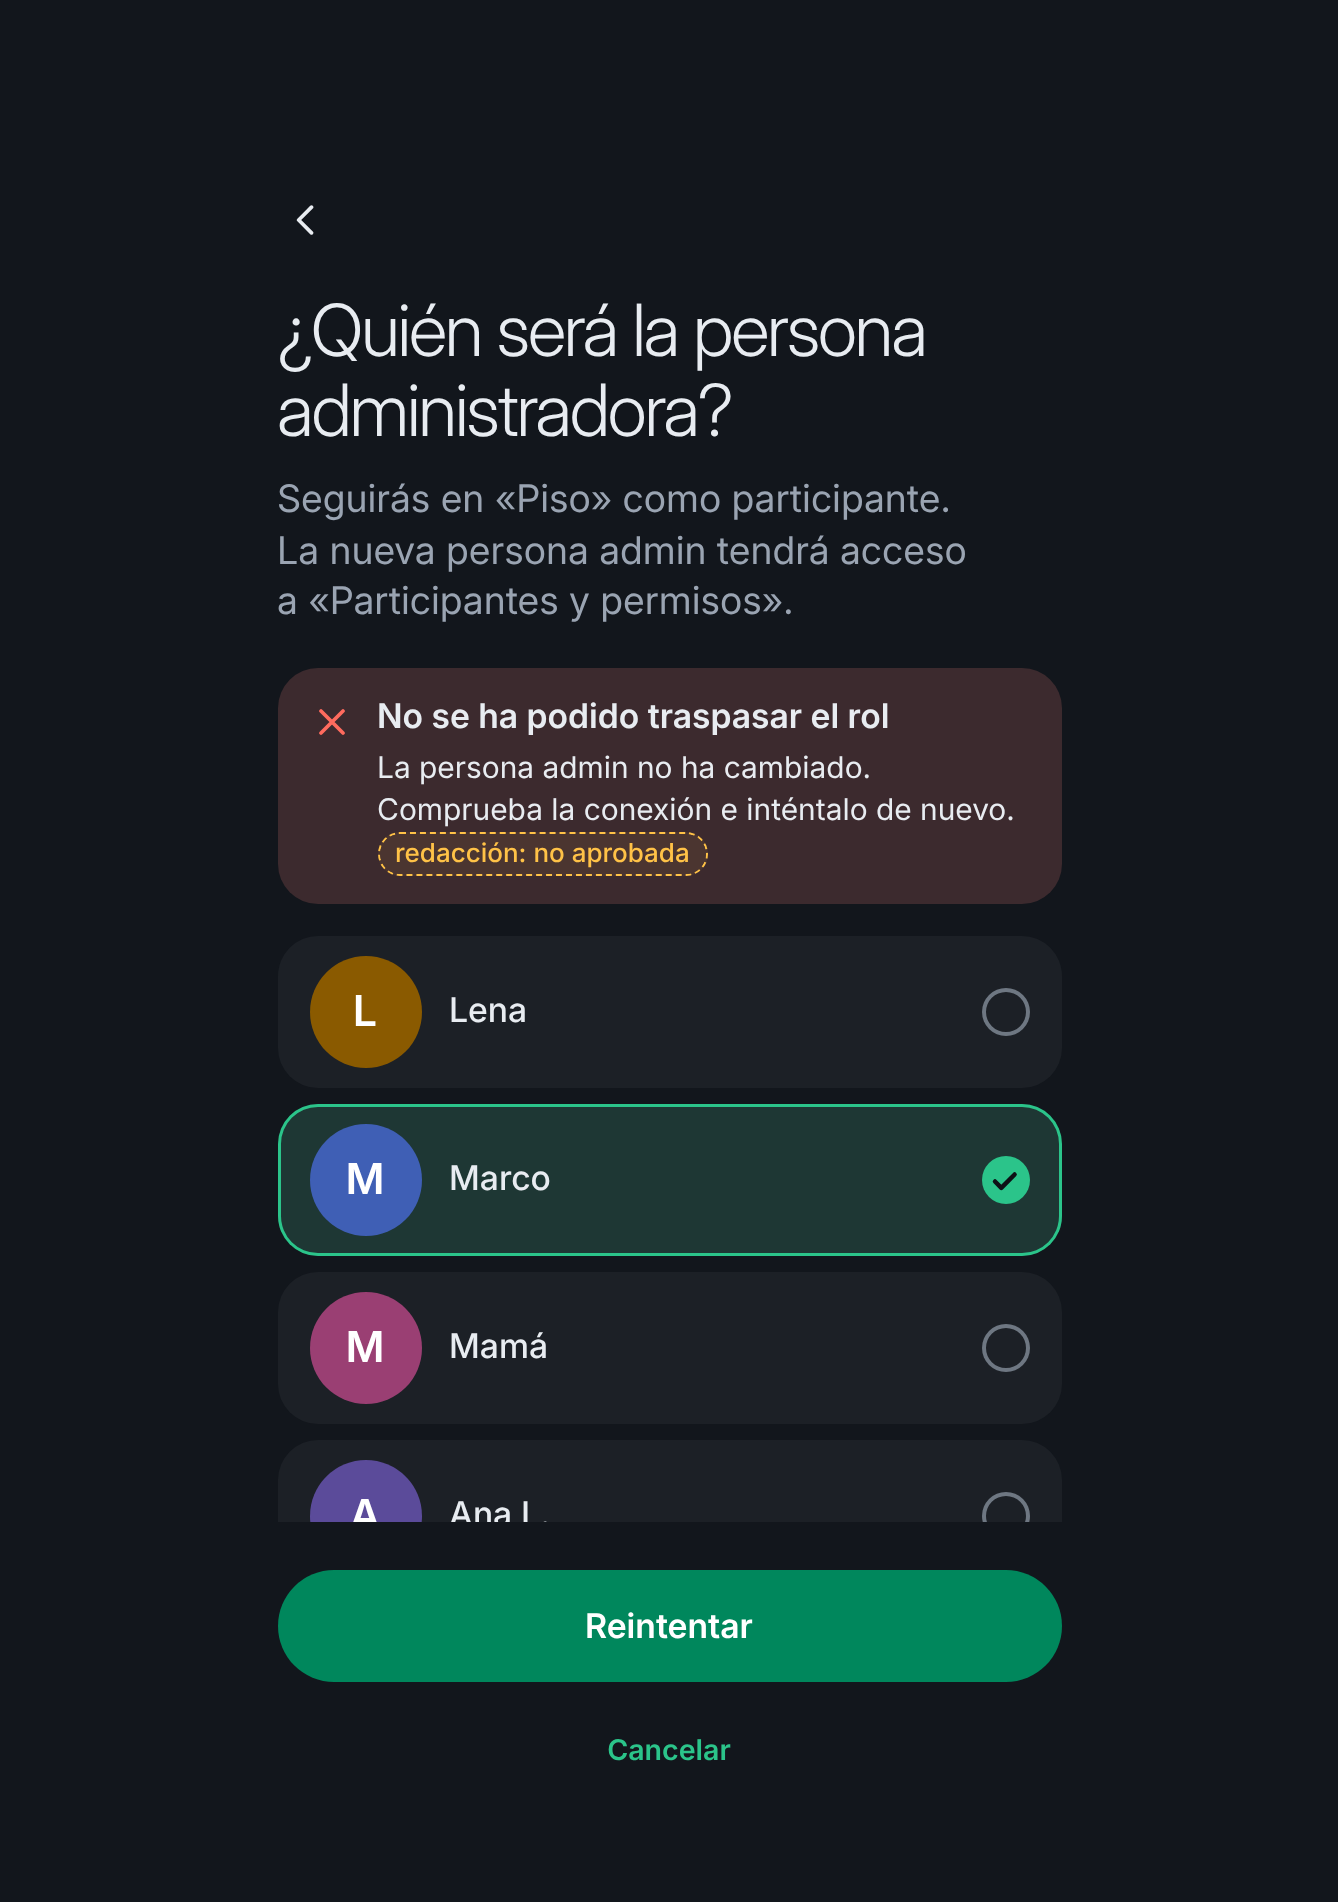 ¿Quién será la persona
administradora?
Seguirás en «Piso» como participante.
La nueva persona admin tendrá acceso
a «Participantes y permisos».
No se ha podido traspasar el rol
La persona admin no ha cambiado.
Comprueba la conexión e inténtalo de nuevo.
redacción: no aprobada
L
Lena
M
Marco
M
Mamá
A
Ana L.
Reintentar
Cancelar